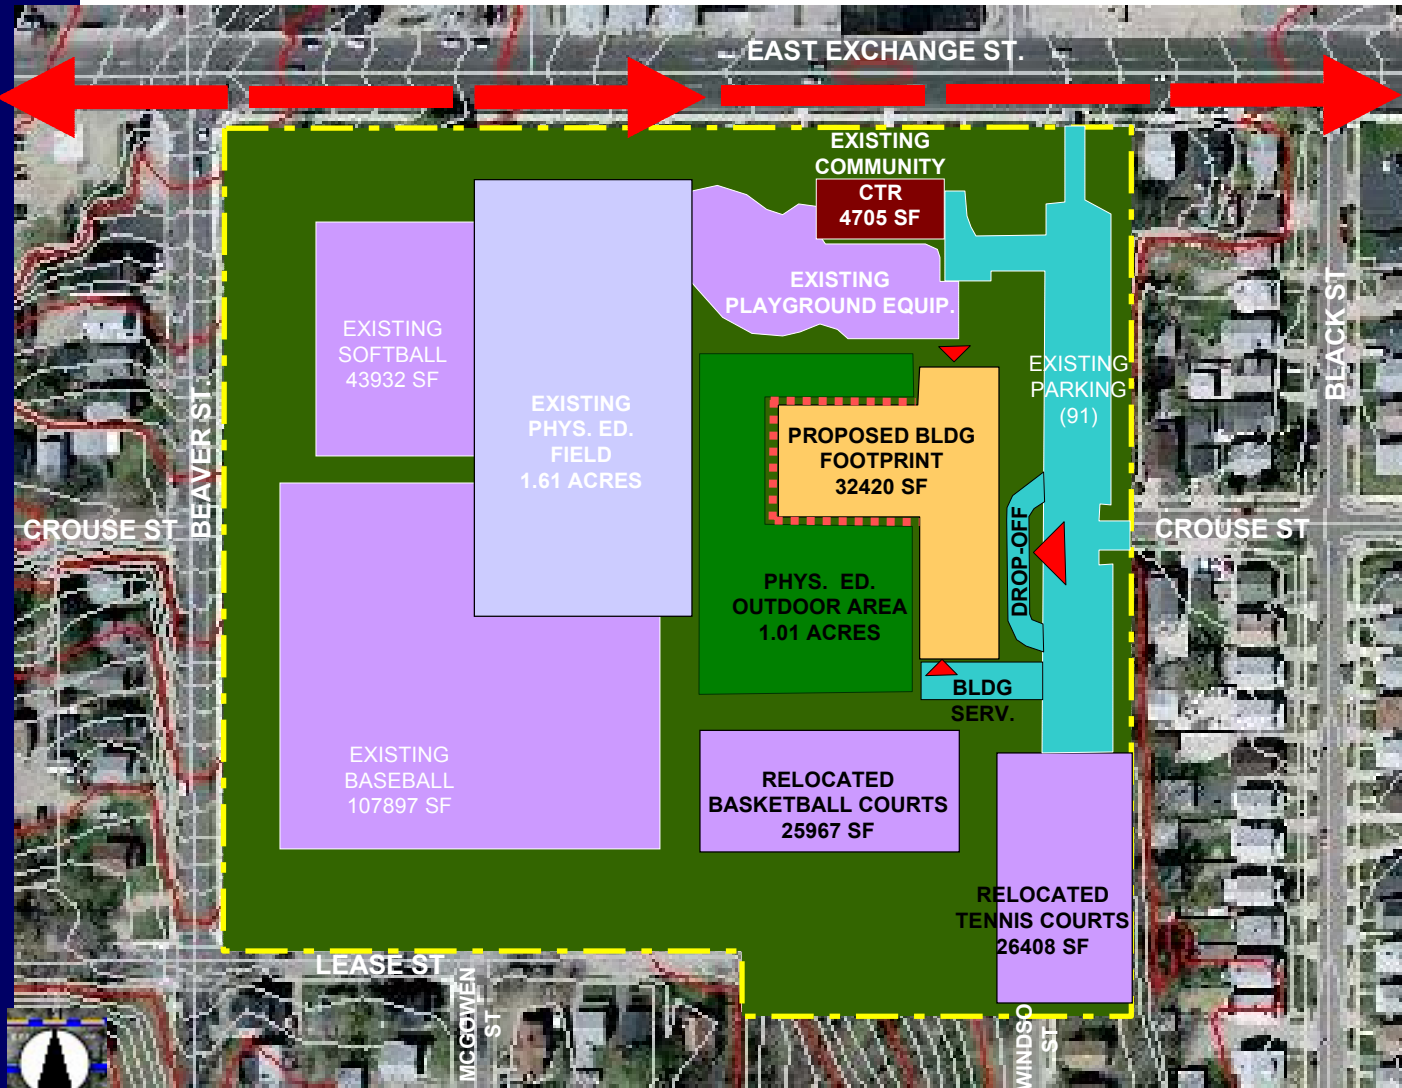 EAST EXCHANGE ST.
EXISTING
COMMUNITY
CTR
4705 SF
EXISTING
PLAYGROUND EQUIP.
EXISTING
SOFTBALL
43932 SF
EXISTING
PHYS. ED.
FIELD
1.61 ACRES
EXISTING
PARKING
(91)
BLACK ST
BEAVER ST.
PROPOSED BLDG
FOOTPRINT
32420 SF
CROUSE ST
CROUSE ST
DROP-OFF
PHYS. ED.
OUTDOOR AREA
1.01 ACRES
BLDG
SERV.
EXISTING
BASEBALL
107897 SF
RELOCATED
BASKETBALL COURTS
25967 SF
RELOCATED
TENNIS COURTS
26408 SF
LEASE ST
MCGOWEN
ST
WINDSO
ST.